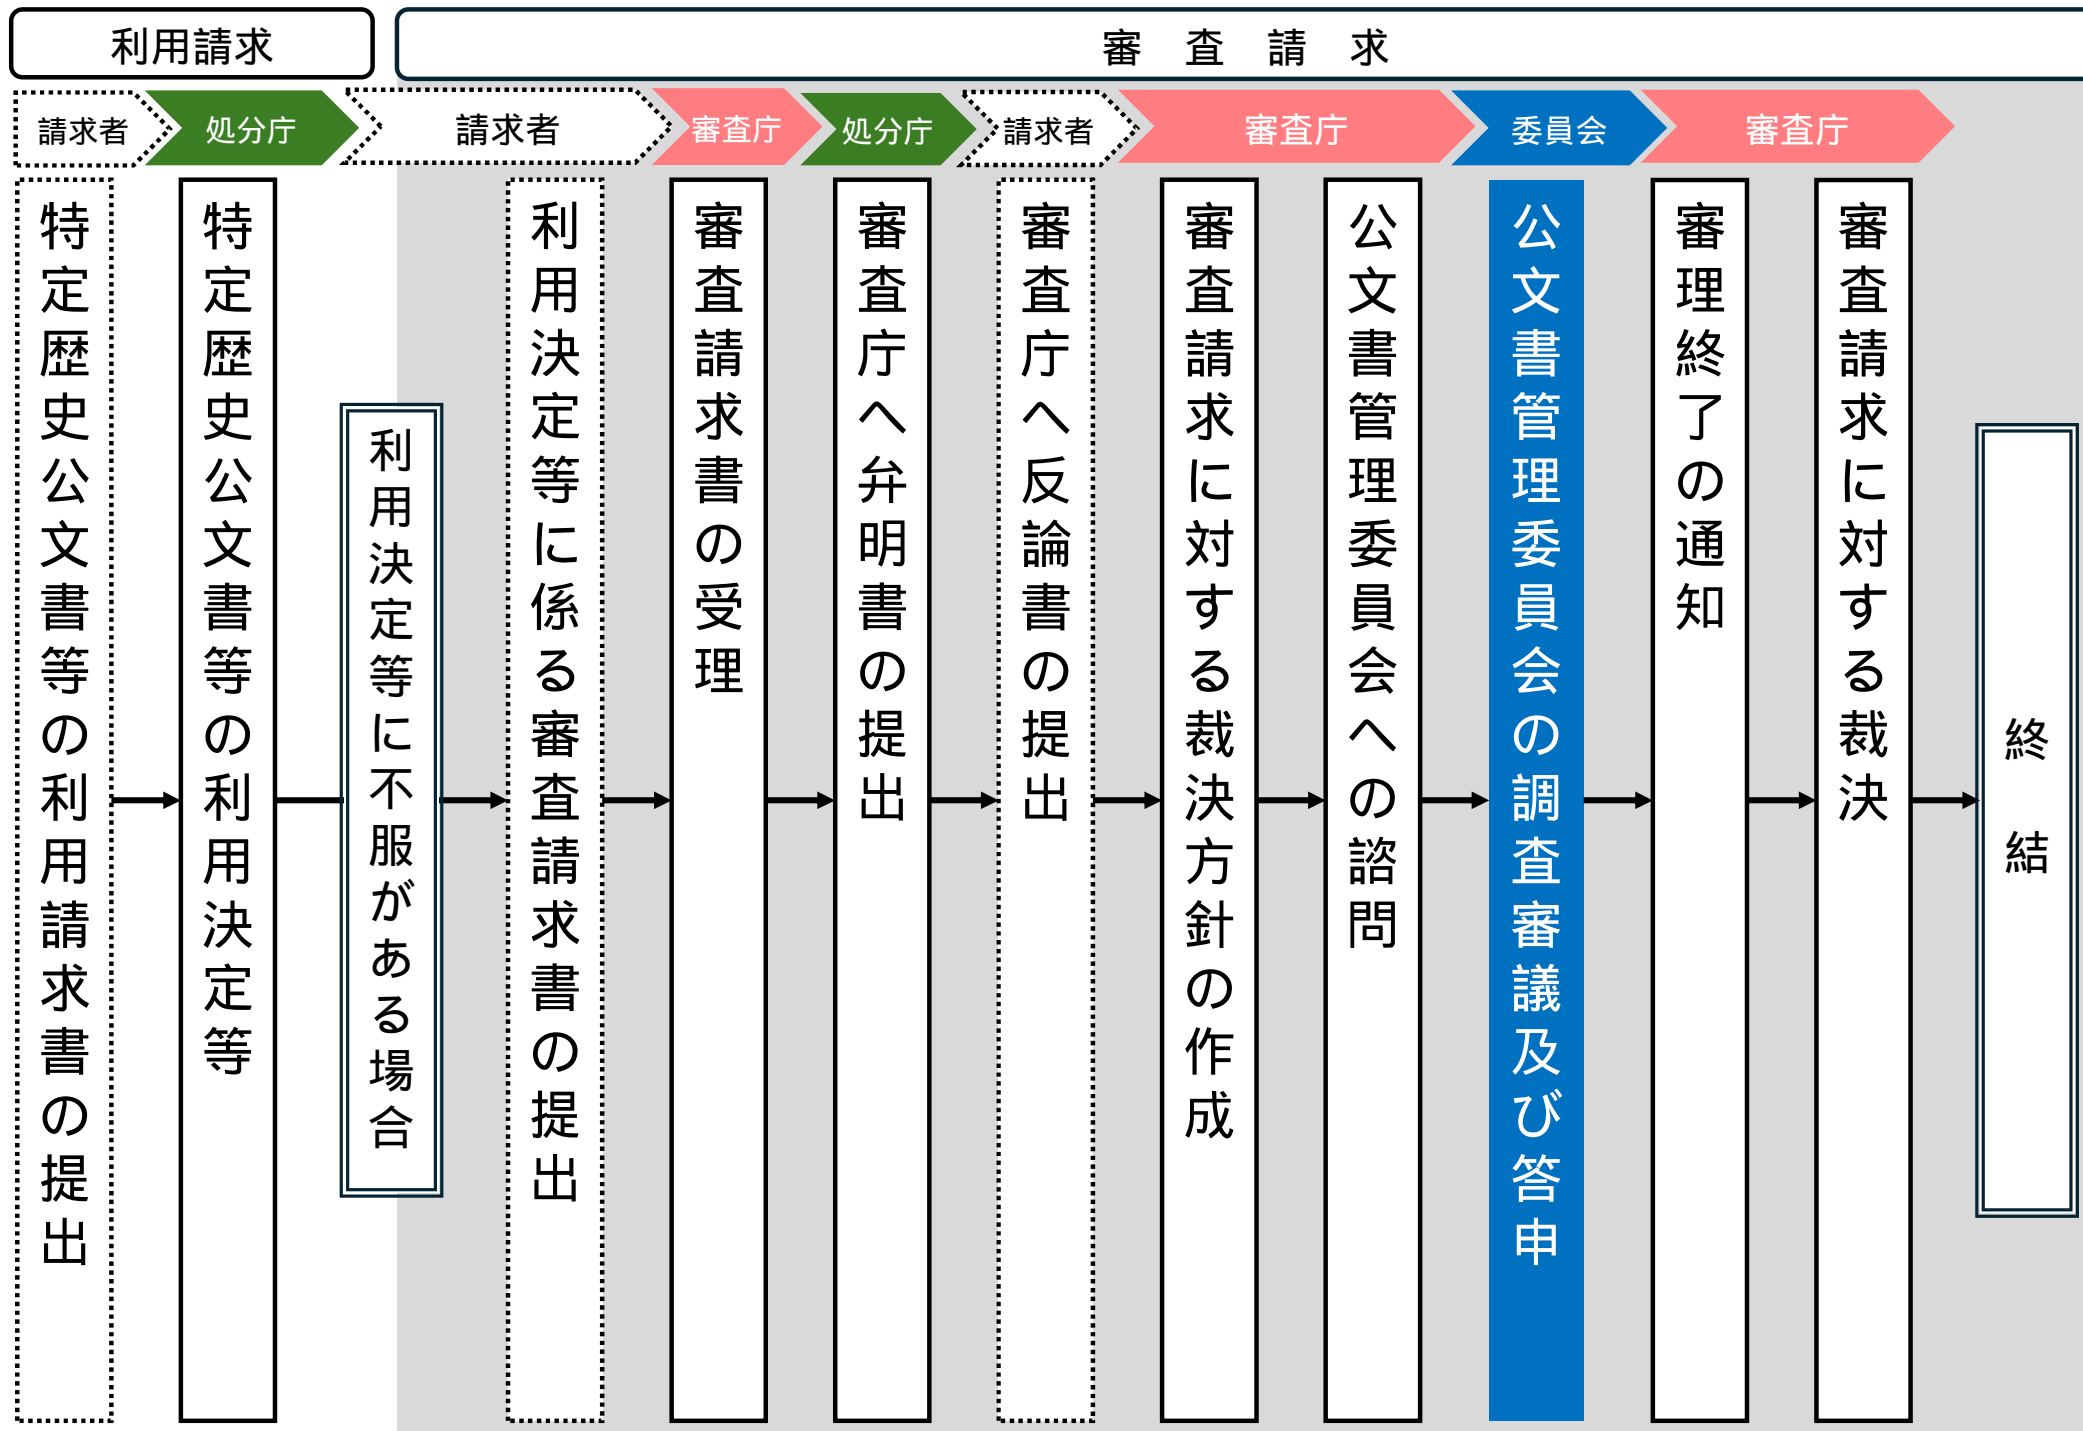 利用請求
審査請求
請求者
処分庁
請求者
審査庁
処分庁
請求者
審査庁
委員会
審査庁
特定歴史公文書等の利用請求書の提出
特定歴史公文書等の利用決定等
利用決定等に不服がある場合
利用決定等に係る審査請求書の提出
審査請求書の受理
審査庁へ弁明書の提出
審査庁へ反論書の提出
審査請求に対する裁決方針の作成
公文書管理委員会への諮問
公文書管理委員会の調査審議及び答申
審理終了の通知
審査請求に対する裁決
終結